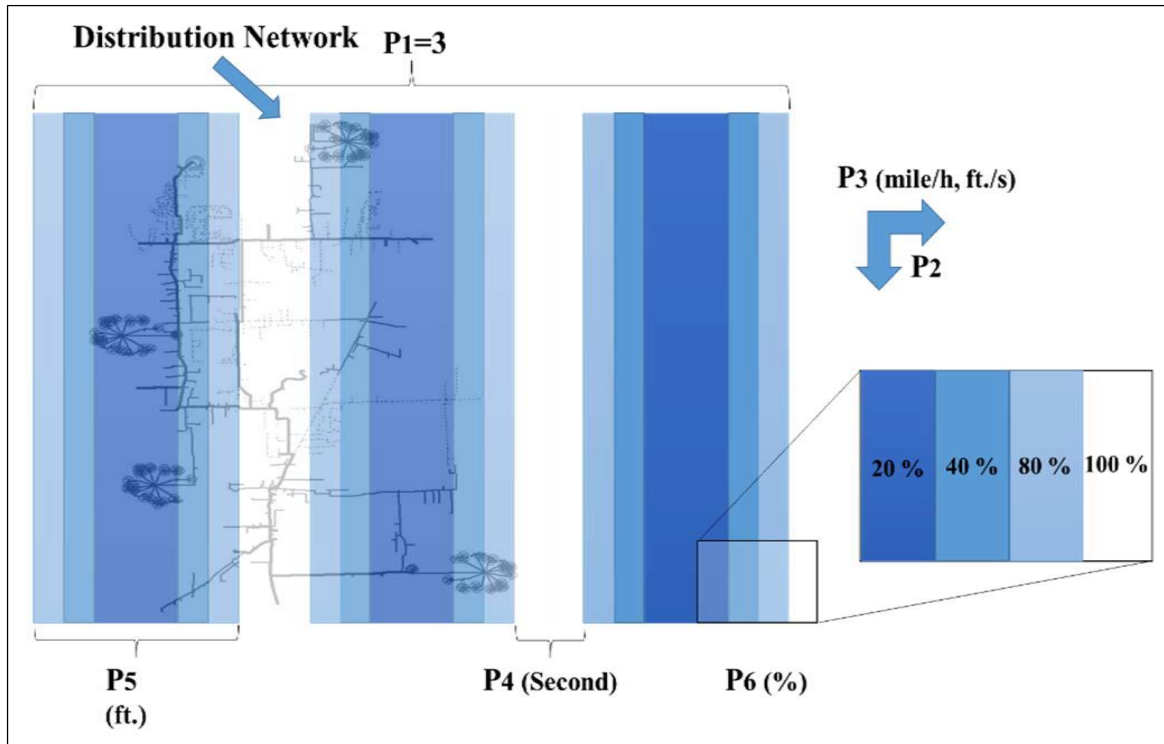 Distribution Network
P1=3
P3 (mile/h, ft./s)
P2
20 % 40 % 80 % 100 %
P5
(ft.)
P4 (Second)
P6 (%)